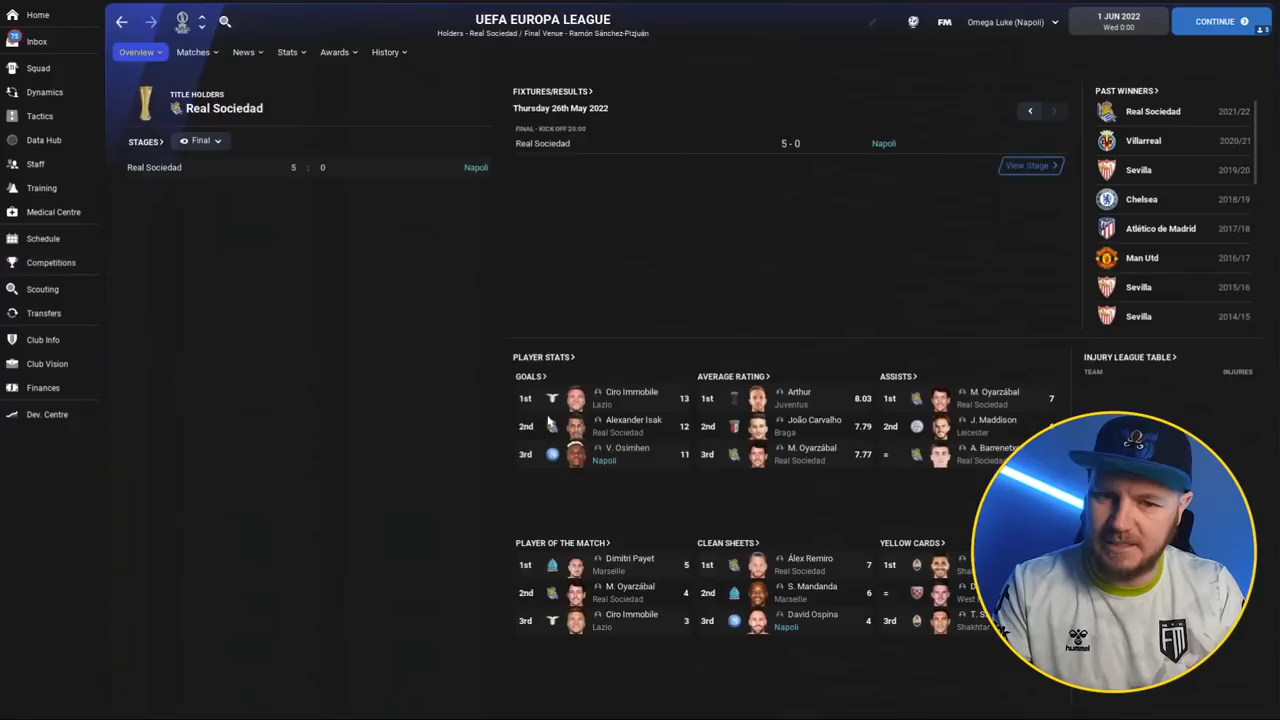 Home
75
Inbox
Squad
Dynamics
Tactics
Data Hub
Staff
Training
Medical Centre
Schedule
Competitions
Scouting
Transfers
Club Info
Club Vision
Finances
Dev. Centre
UEFA EUROPA LEAGUE
Holders - Real Sociedad / Final Venue - Ramón Sánchez-Pizjuán
FM
Omega Luke (Napoli)
1 JUN 2022
Wed 0:00
CONTINUE
5
Overview
Matches
News
Stats
Awards
History
TITLE HOLDERS
Real Sociedad
STAGES
Final
Real Sociedad 5 : 0 Napoli
FIXTURES/RESULTS
Thursday 26th May 2022
FINAL - KICK OFF 20:00
Real Sociedad 5 - 0 Napoli
View Stage
PAST WINNERS
Real Sociedad 2021/22
Villarreal 2020/21
Sevilla 2019/20
Chelsea 2018/19
Atlético de Madrid 2017/18
Man Utd 2016/17
Sevilla 2015/16
Sevilla 2014/15
PLAYER STATS
GOALS
1st Ciro Immobile 13
Lazio
2nd Alexander Isak 12
Real Sociedad
3rd V. Osimhen 11
Napoli
AVERAGE RATING
1st Arthur 8.03
Juventus
2nd João Carvalho 7.79
Braga
3rd M. Oyarzábal 7.77
Real Sociedad
ASSISTS
1st M. Oyarzábal 7
Real Sociedad
2nd J. Maddison
Leicester
= A. Barrenetx
Real Sociedad
INJURY LEAGUE TABLE
TEAM INJURIES
PLAYER OF THE MATCH
1st Dimitri Payet 5
Marseille
2nd M. Oyarzábal 4
Real Sociedad
3rd Ciro Immobile 3
Lazio
CLEAN SHEETS
1st Álex Remiro 7
Real Sociedad
2nd S. Mandanda 6
Marseille
3rd David Ospina 4
Napoli
YELLOW CARDS
1st
Sha
= D
West
3rd T. S
Shakhtar
hummel
FM